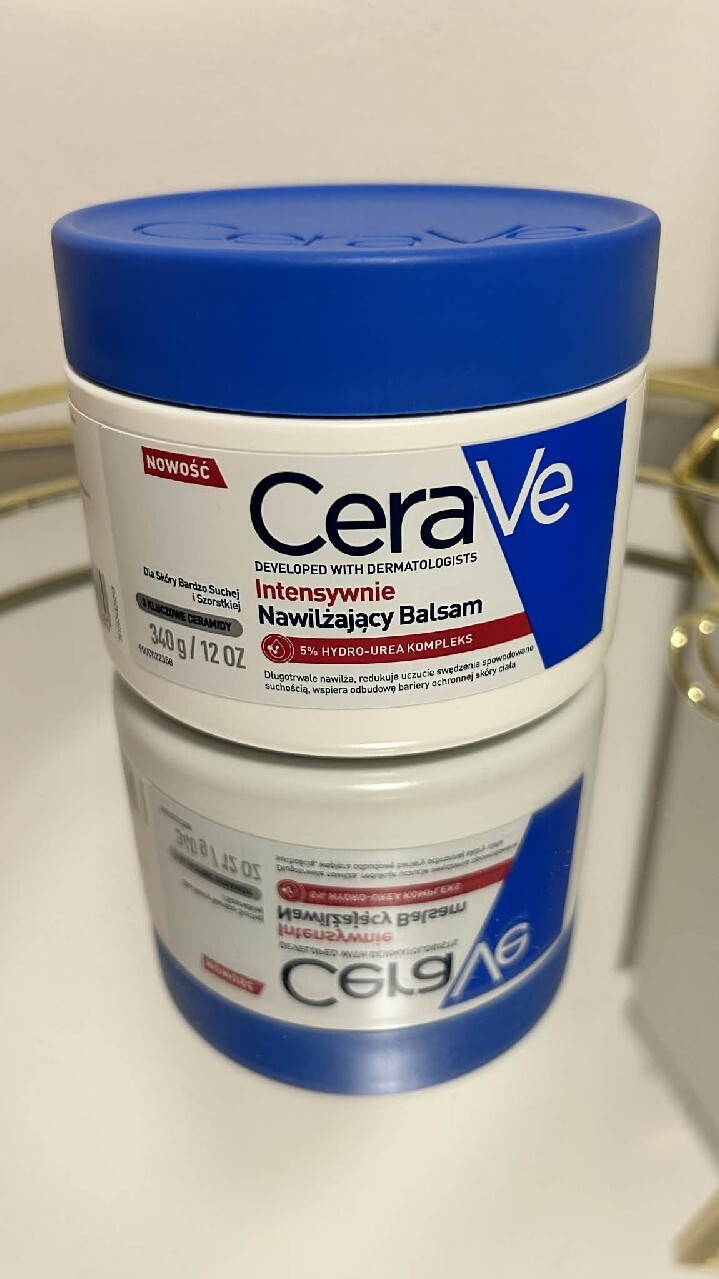 CeraVe
NOWOŚĆ
CeraVe
DEVELOPED WITH DERMATOLOGISTS
Intensywnie
Nawilżający Balsam
5% HYDRO-UREA KOMPLEKS
Długotrwale nawilża, redukuje uczucie swędzenia spowodowane
suchością, wspiera odbudowę bariery ochronnej skóry ciała
Dla Skóry Bardzo Suchej
i Szorstkiej
3 KLUCZOWE CERAMIDY
340 g / 12 OZ